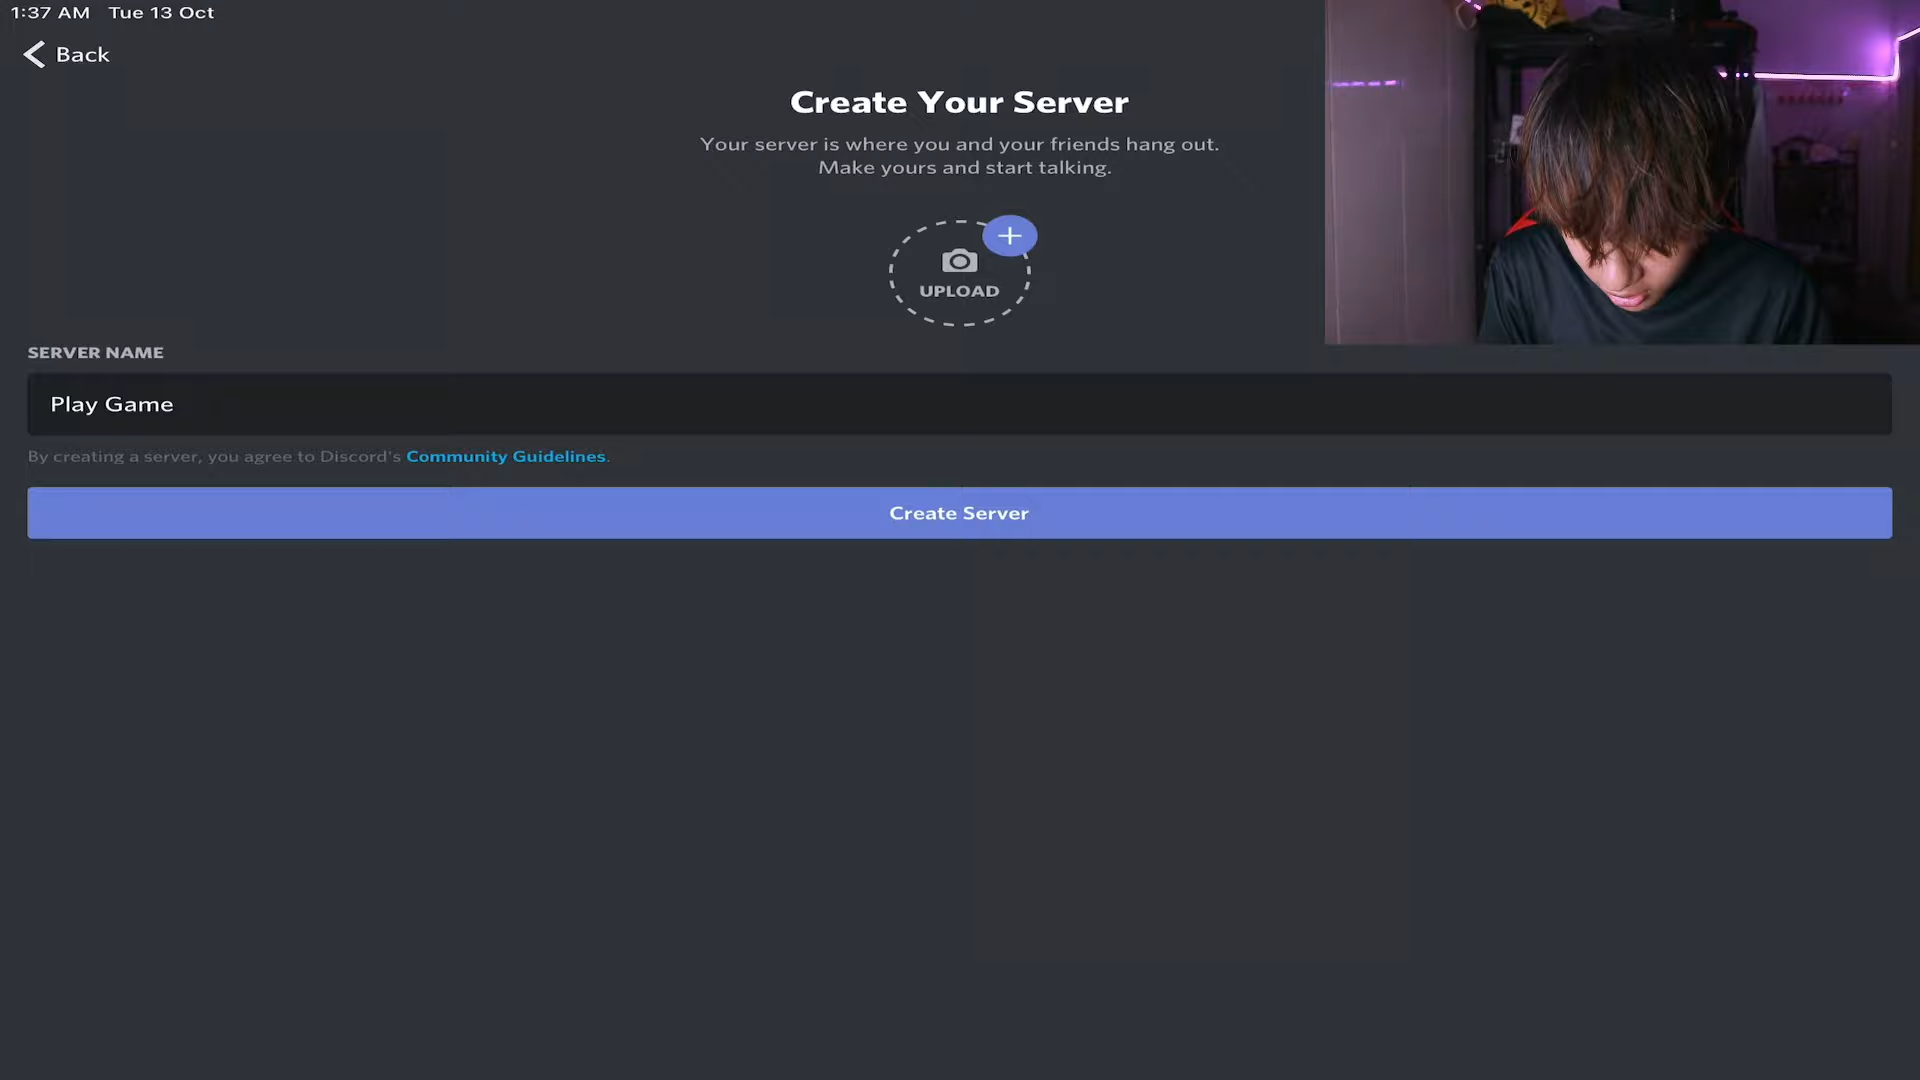 1:37 AM Tue 13 Oct
Back
Create Your Server
Your server is where you and your friends hang out.
Make yours and start talking.
UPLOAD
SERVER NAME
Play Game
By creating a server, you agree to Discord's Community Guidelines.
Create Server